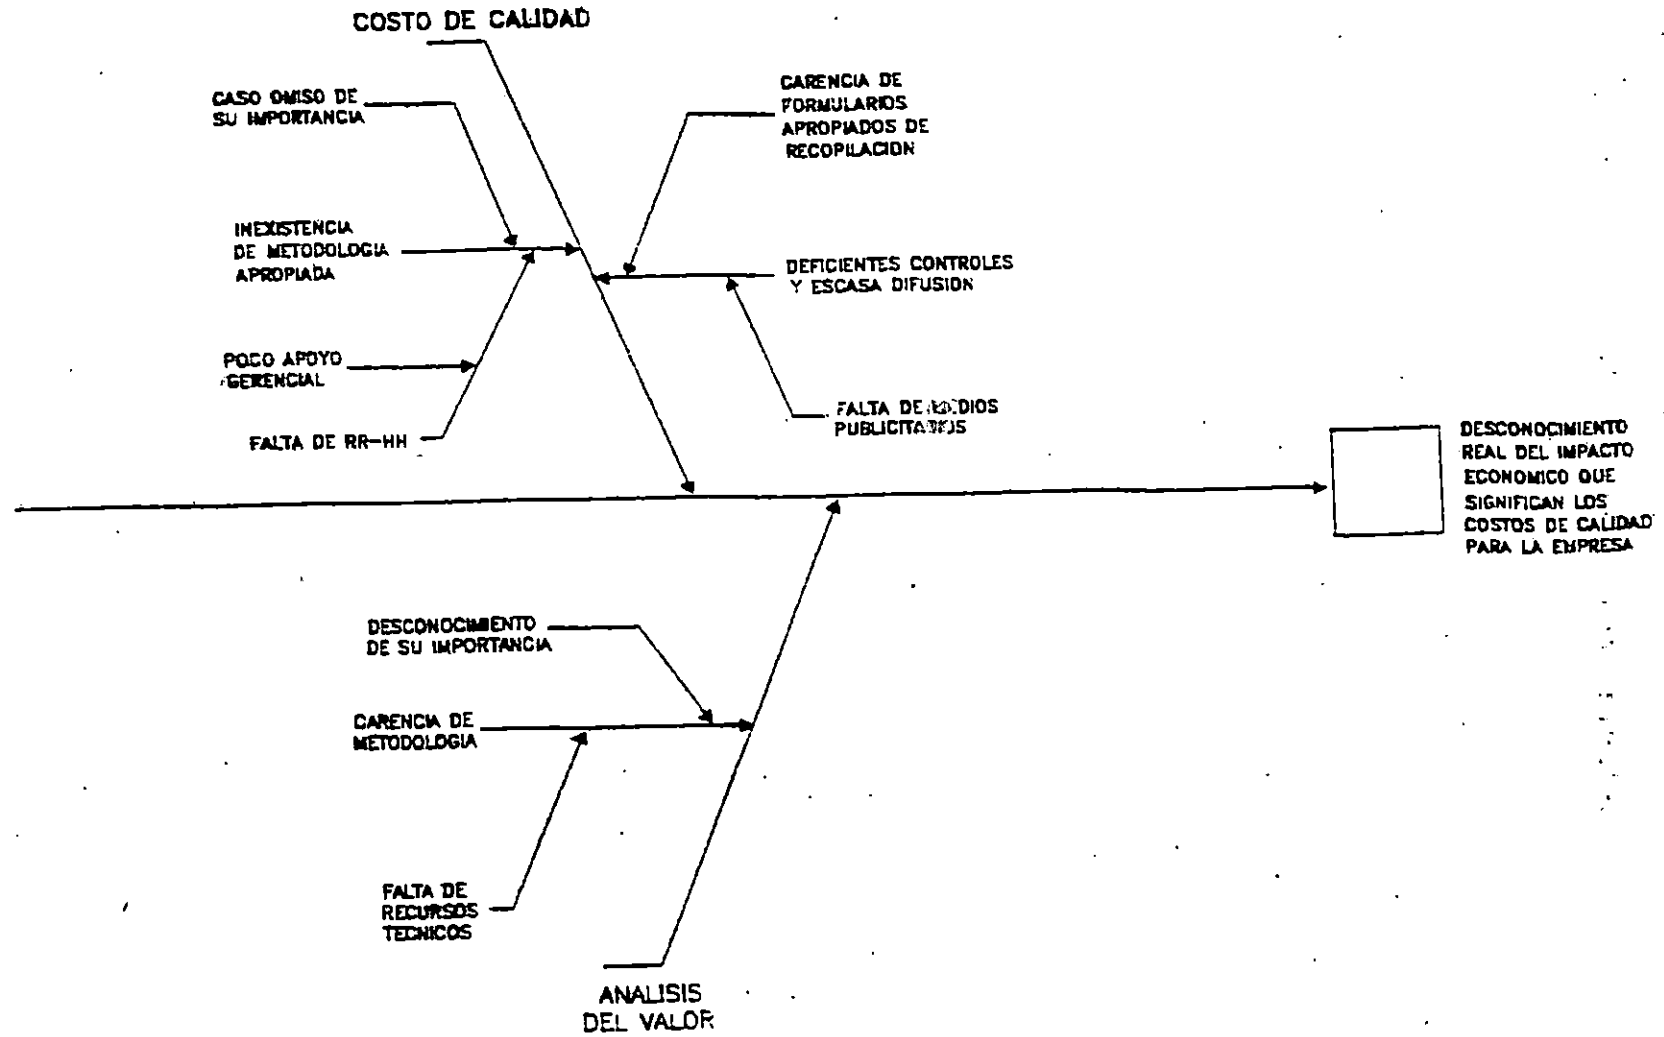 COSTO DE CALIDAD
CASO OMISO DE
SU IMPORTANCIA
CARENCIA DE
FORMULARIOS
APROPIADOS DE
RECOPILACION
INEXISTENCIA
DE METODOLOGIA
APROPIADA
DEFICIENTES CONTROLES
Y ESCASA DIFUSION
POCO APOYO
GERENCIAL
FALTA DE RR-HH
FALTA DE MEDIOS
PUBLICITARIOS
DESCONOCIMIENTO
REAL DEL IMPACTO
ECONOMICO QUE
SIGNIFICAN LOS
COSTOS DE CALIDAD
PARA LA EMPRESA
DESCONOCIMIENTO
DE SU IMPORTANCIA
CARENCIA DE
METODOLOGIA
FALTA DE
RECURSOS
TECNICOS
ANALISIS
DEL VALOR